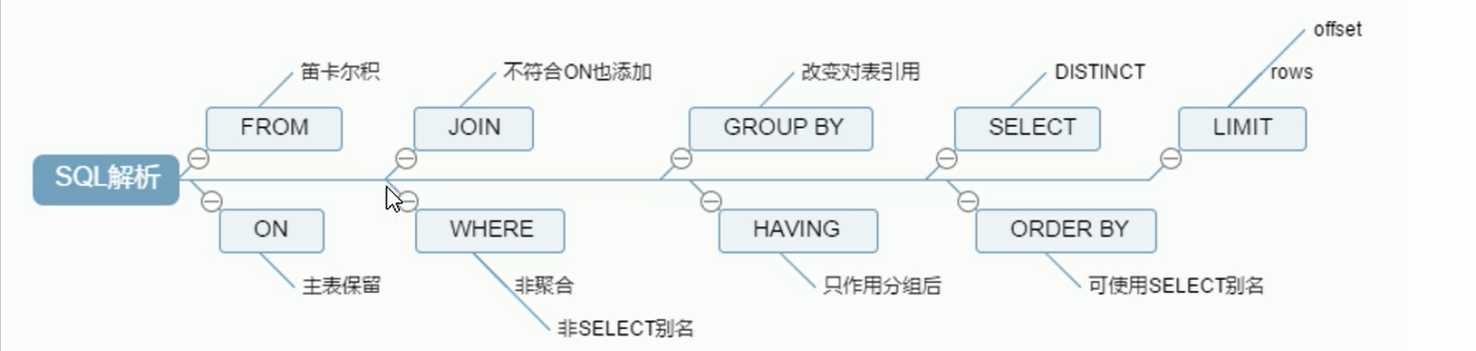 offset
笛卡尔积
不符合ON也添加
改变对表引用
DISTINCT
rows
FROM
JOIN
GROUP BY
SELECT
LIMIT
SQL解析
ON
WHERE
HAVING
ORDER BY
主表保留
非聚合
只作用分组后
可使用SELECT别名
非SELECT别名